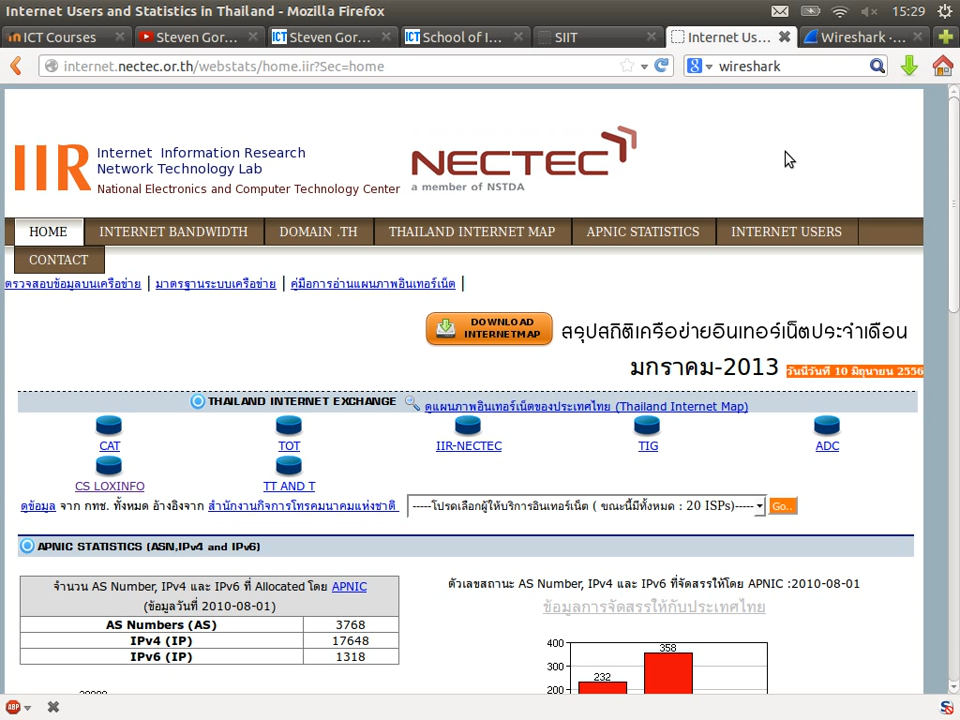 Internet Users and Statistics in Thailand - Mozilla Firefox
15:29
ICT Courses
Steven Gor...
ICT Steven Gor...
ICT School of I...
SIIT
Internet Us...
Wireshark ·...
internet.nectec.or.th/webstats/home.iir?Sec=home
8 wireshark
IIR Internet Information Research
Network Technology Lab
National Electronics and Computer Technology Center
NECTEC
a member of NSTDA
HOME INTERNET BANDWIDTH DOMAIN .TH THAILAND INTERNET MAP APNIC STATISTICS INTERNET USERS
CONTACT
ตรวจสอบข้อมูลบนเครือข่าย | มาตรฐานระบบเครือข่าย | คู่มือการอ่านแผนภาพอินเทอร์เน็ต |
DOWNLOAD
INTERNETMAP
สรุปสถิติเครือข่ายอินเทอร์เน็ตประจำเดือน
มกราคม-2013 วันนี้วันที่ 10 มิถุนายน 2556
THAILAND INTERNET EXCHANGE ดูแผนภาพอินเทอร์เน็ตของประเทศไทย (Thailand Internet Map)
CAT TOT IIR-NECTEC TIG ADC
CS LOXINFO TT AND T
ดูข้อมูล จาก กทช. ทั้งหมด อ้างอิงจาก สำนักงานกิจการโทรคมนาคมแห่งชาติ -----โปรดเลือกผู้ให้บริการอินเทอร์เน็ต ( ขณะนี้มีทั้งหมด : 20 ISPs)----- Go..
APNIC STATISTICS (ASN,IPv4 and IPv6)
จำนวน AS Number, IPv4 และ IPv6 ที่ Allocated โดย APNIC
(ข้อมูลวันที่ 2010-08-01)
AS Numbers (AS) 3768
IPv4 (IP) 17648
IPv6 (IP) 1318
ตัวเลขสถานะ AS Number, IPv4 และ IPv6 ที่จัดสรรให้โดย APNIC :2010-08-01
ข้อมูลการจัดสรรให้กับประเทศไทย
400
358
300
232
200
ABP